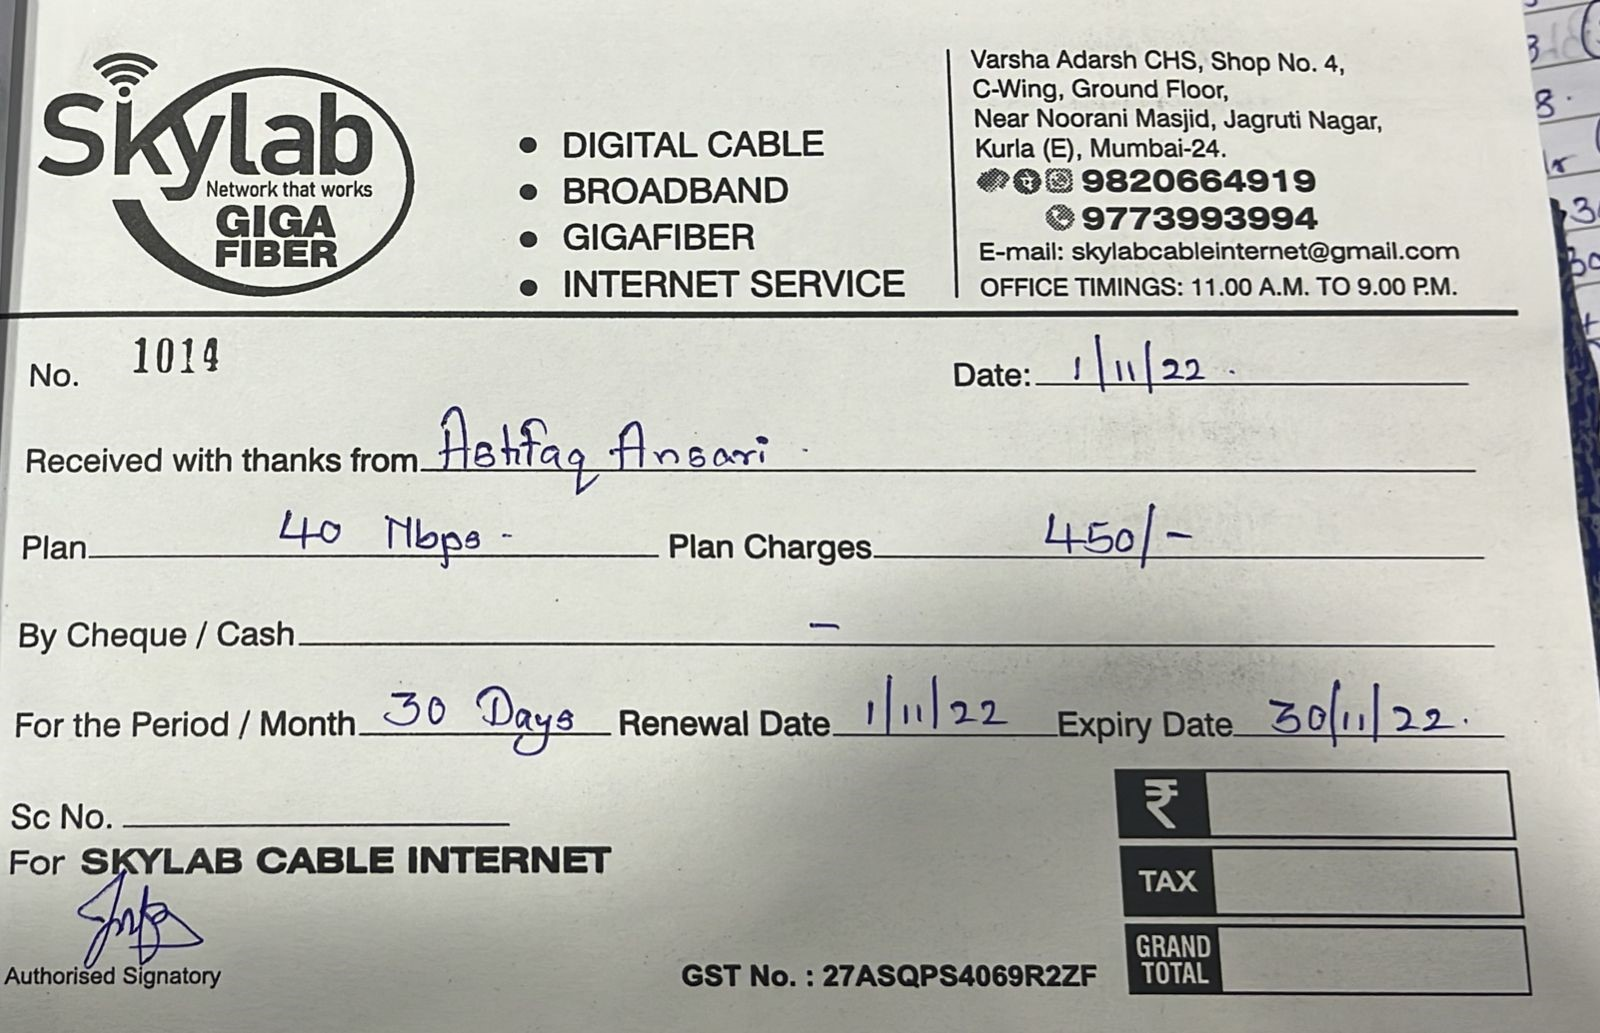 Skylab
Network that works
GIGA
FIBER
• DIGITAL CABLE
• BROADBAND
• GIGAFIBER
• INTERNET SERVICE
Varsha Adarsh CHS, Shop No. 4,
C-Wing, Ground Floor,
Near Noorani Masjid, Jagruti Nagar,
Kurla (E), Mumbai-24.
9820664919
9773993994
E-mail: skylabcableinternet@gmail.com
OFFICE TIMINGS: 11.00 A.M. TO 9.00 P.M.
No. 1014
Date: 1/11/22.
Received with thanks from Ashfaq Ansari.
Plan 40 Mbps - Plan Charges 450/-
By Cheque / Cash -
For the Period / Month 30 Days Renewal Date 1/11/22 Expiry Date 30/11/22.
Sc No.
₹
For SKYLAB CABLE INTERNET
TAX
GRAND
TOTAL
Authorised Signatory
GST No. : 27ASQPS4069R2ZF